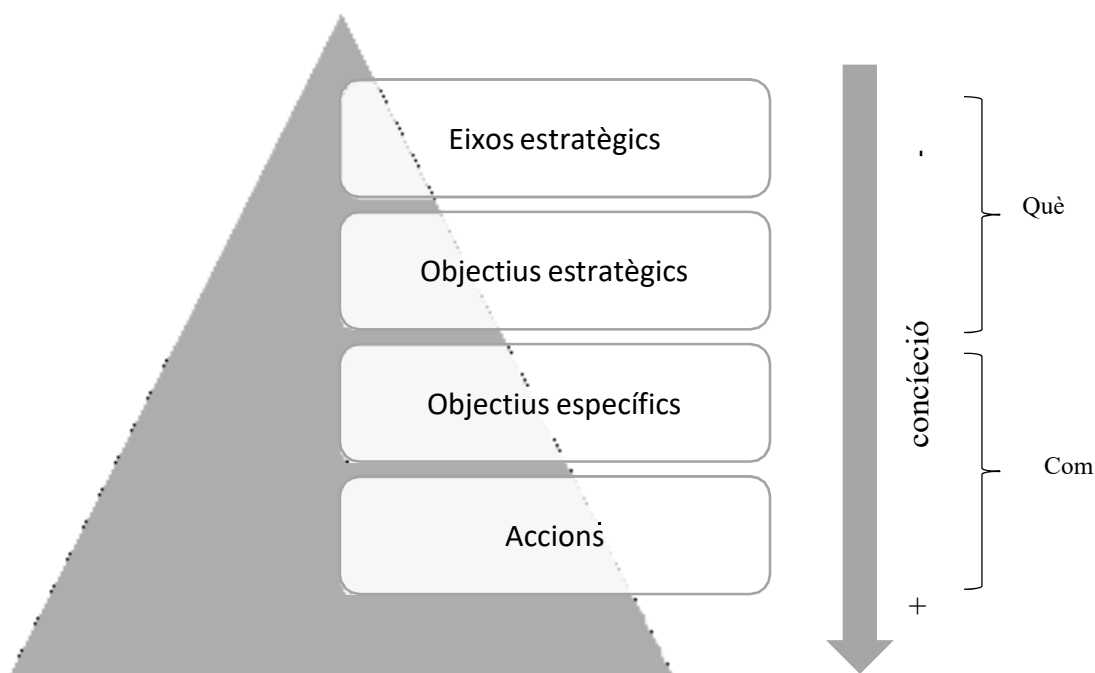 Eixos estratègics
-
Què
Objectius estratègics
concíeció
Objectius específics
Com
Accions
+